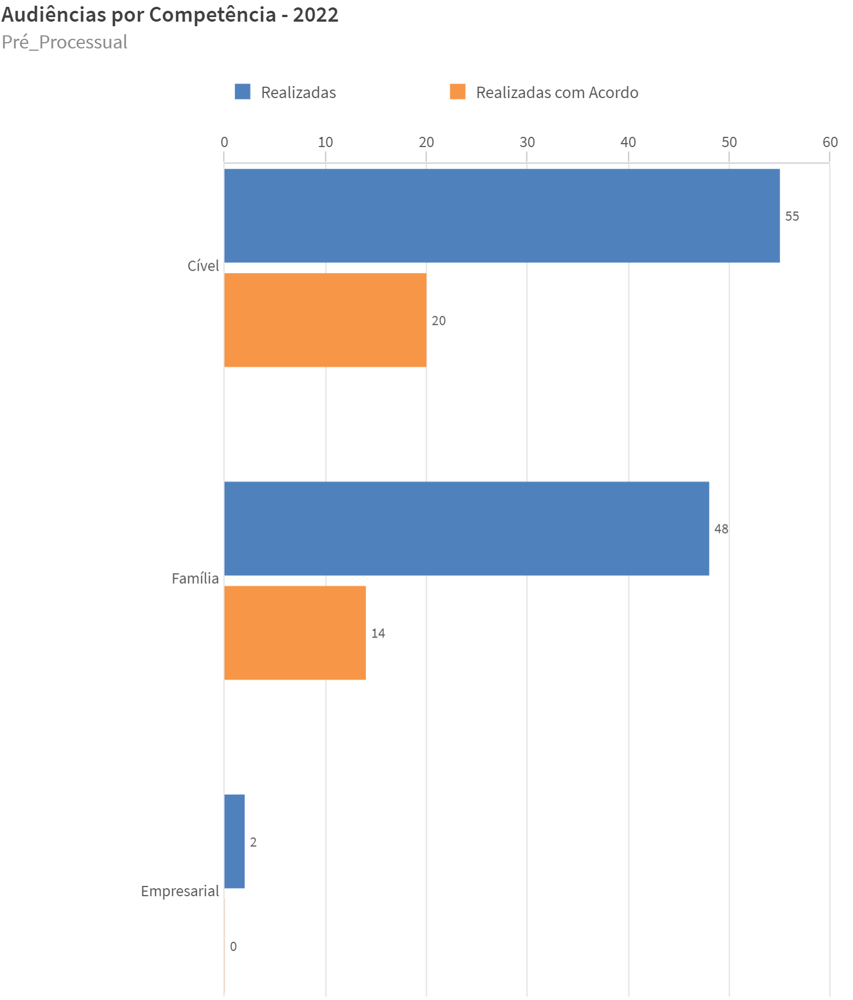 Audiências por Competência - 2022
Pré_Processual
Realizadas Realizadas com Acordo
0 10 20 30 40 50 60
55
Cível
20
48
Família
14
2
Empresarial
0